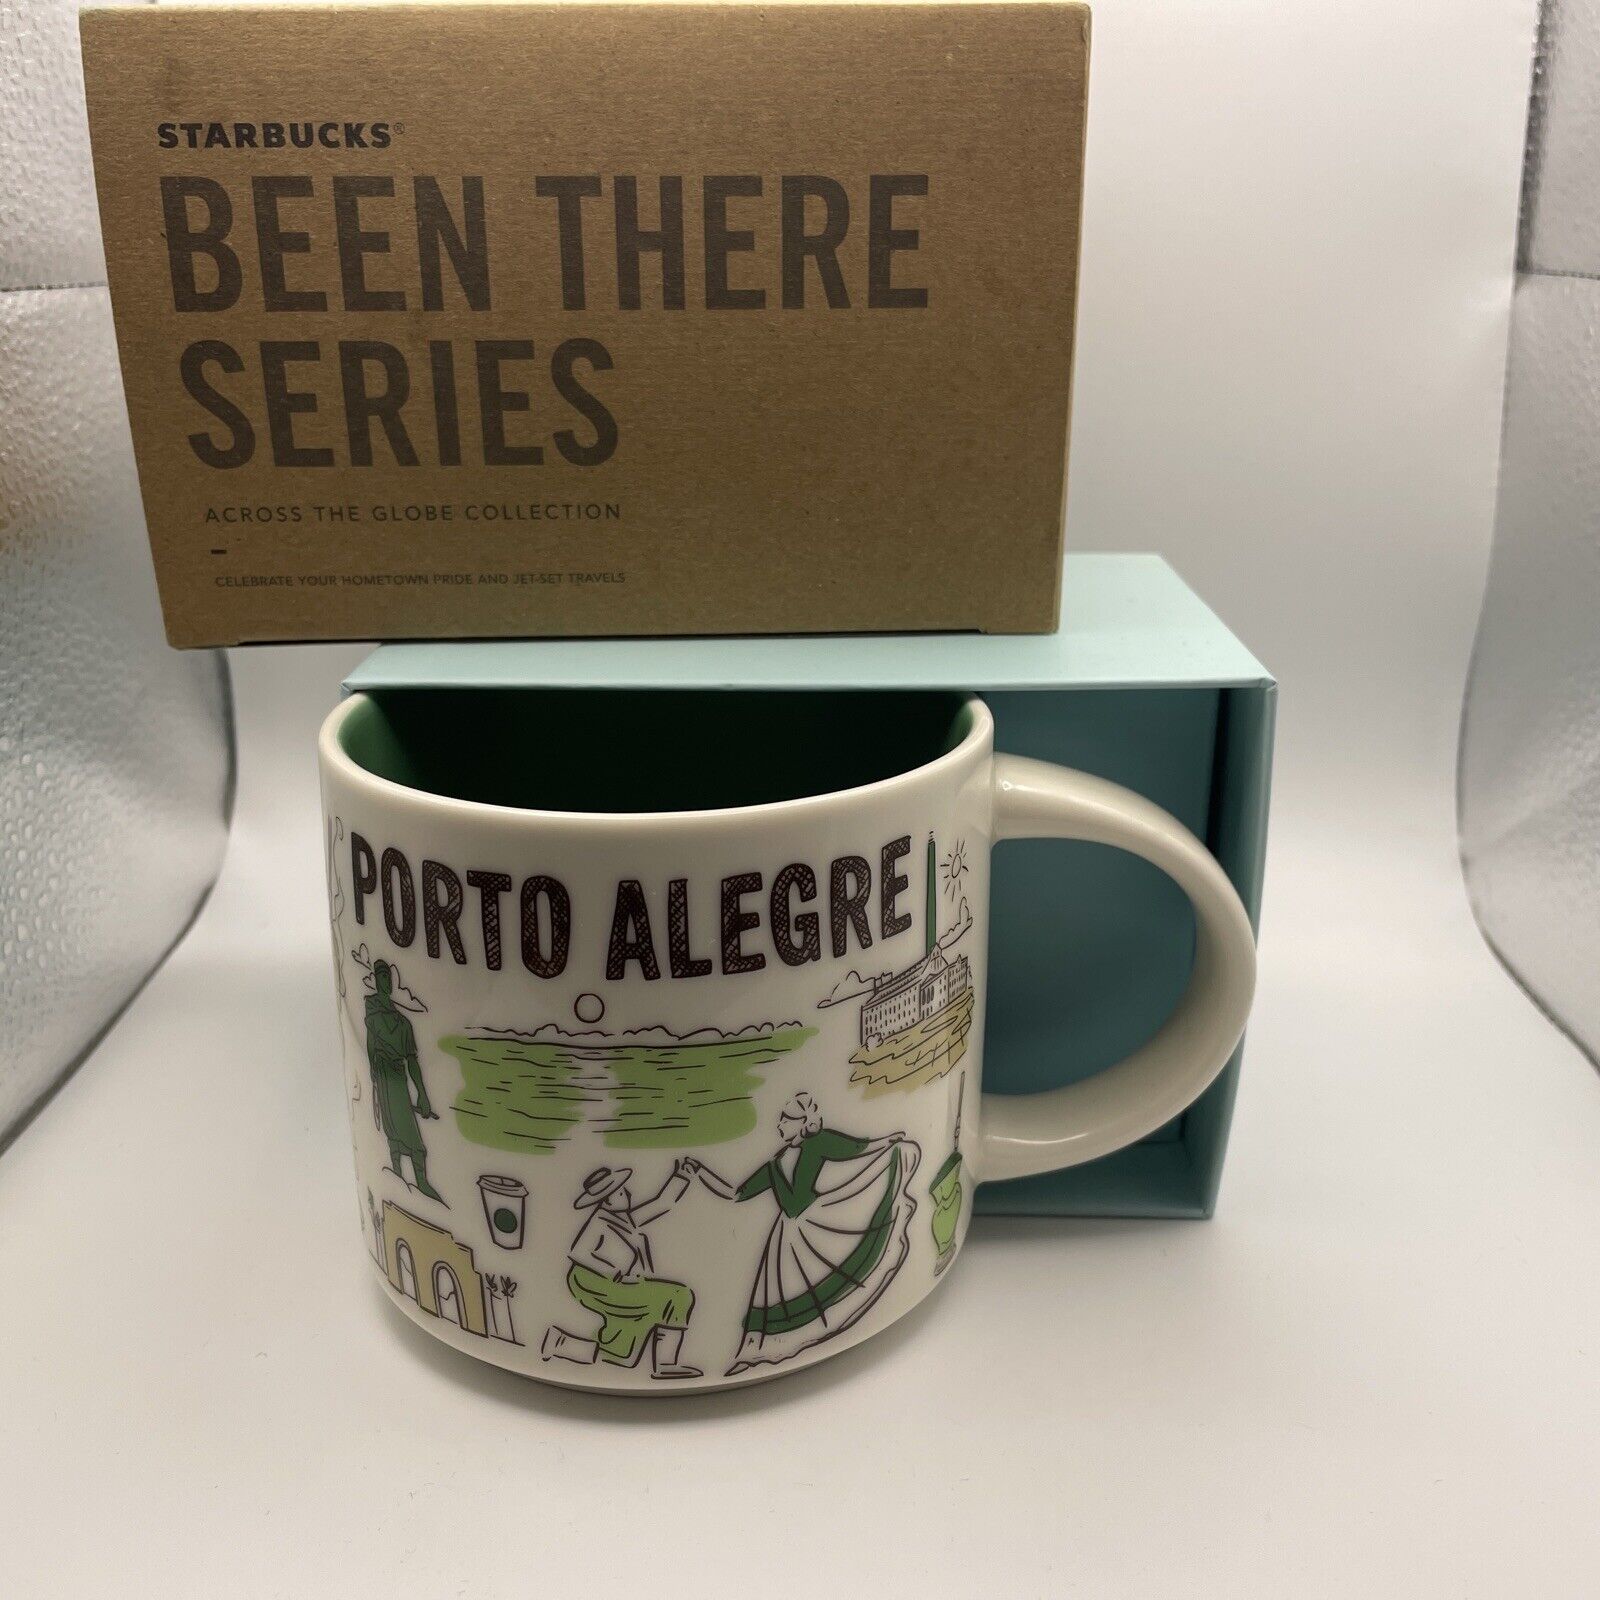 STARBUCKS®
BEEN THERE
SERIES
ACROSS THE GLOBE COLLECTION
CELEBRATE YOUR HOMETOWN PRIDE AND JET-SET TRAVELS
PORTO ALEGRE